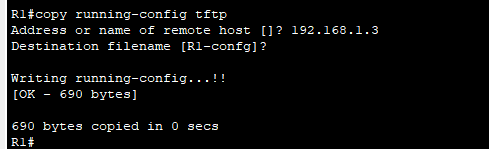 R1#copy running-config tftp
Address or name of remote host []? 192.168.1.3
Destination filename [R1-confg]?
Writing running-config...!!
[OK - 690 bytes]
690 bytes copied in 0 secs
R1#